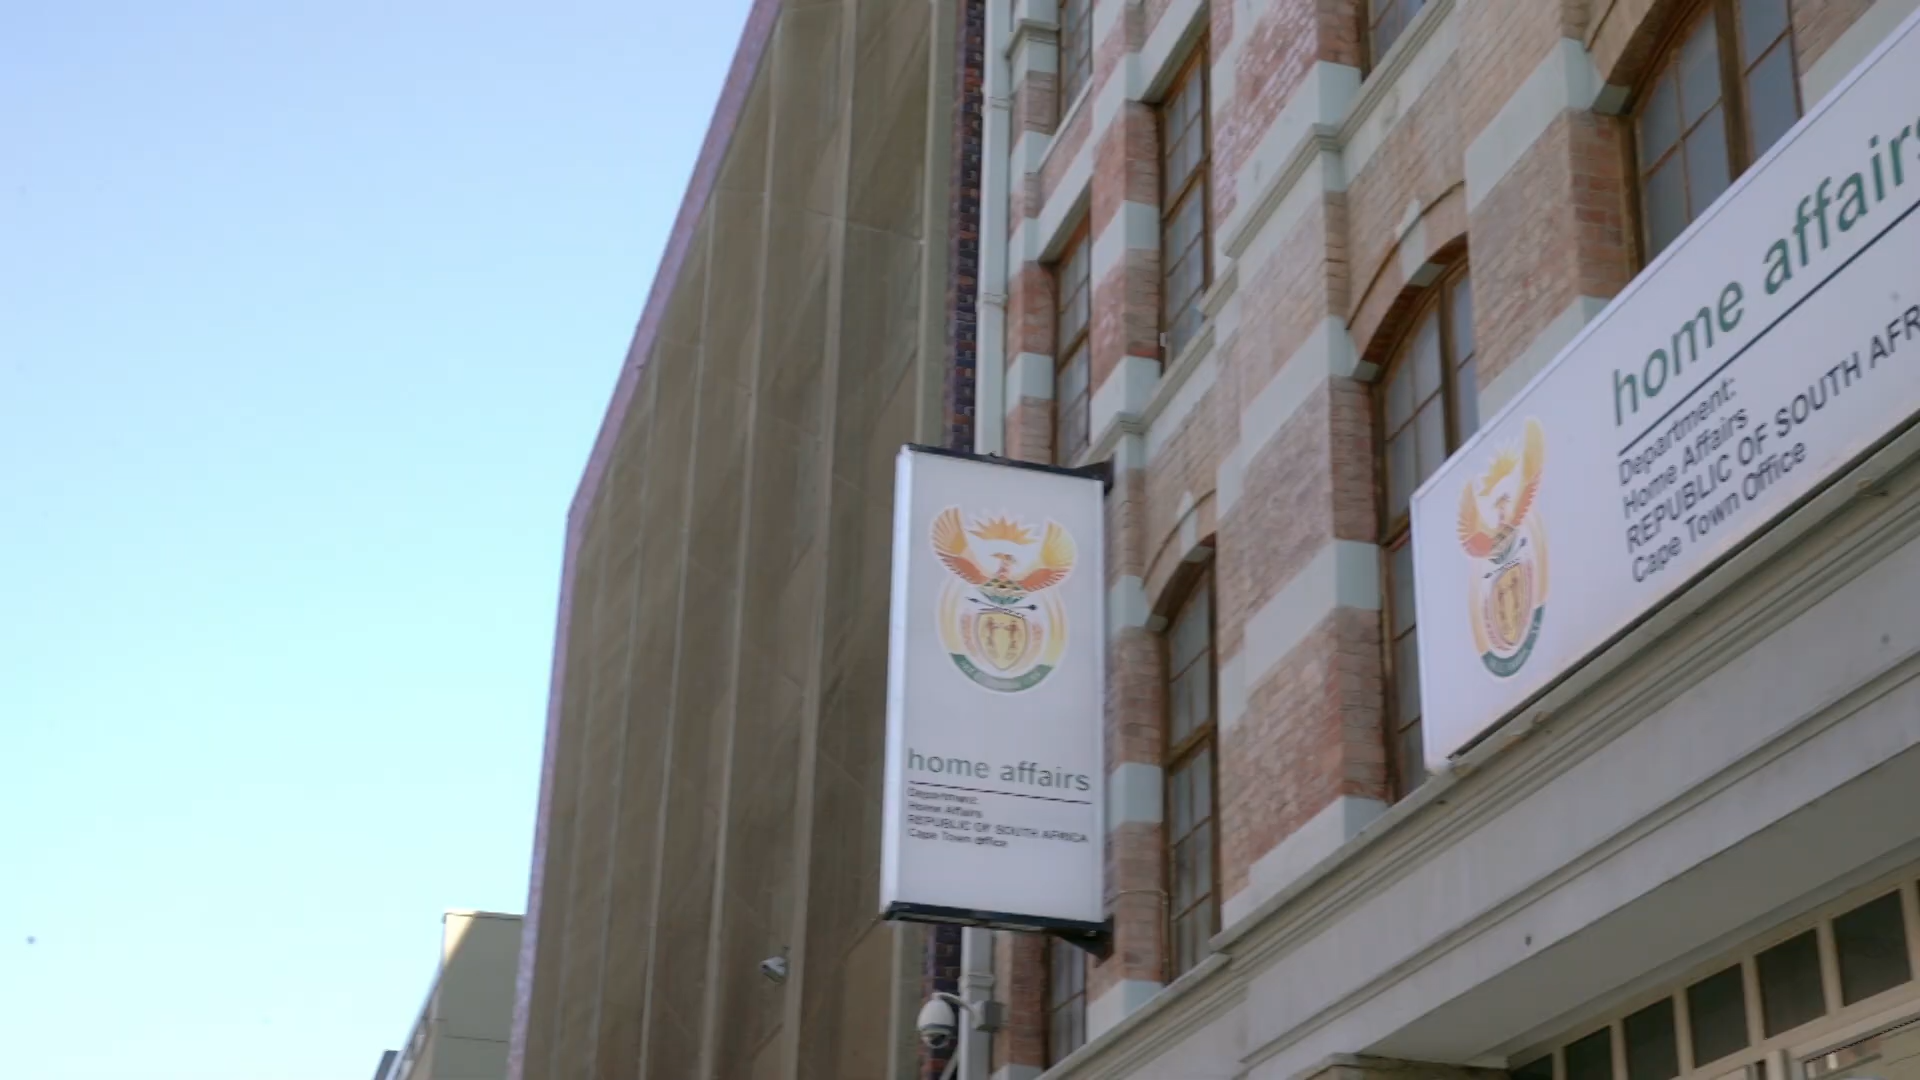 home affairs
Department:
Home Affairs
REPUBLIC OF SOUTH AFRICA
Cape Town Office
home affairs
Department:
Home Affairs
REPUBLIC OF SOUTH AFR
Cape Town Office